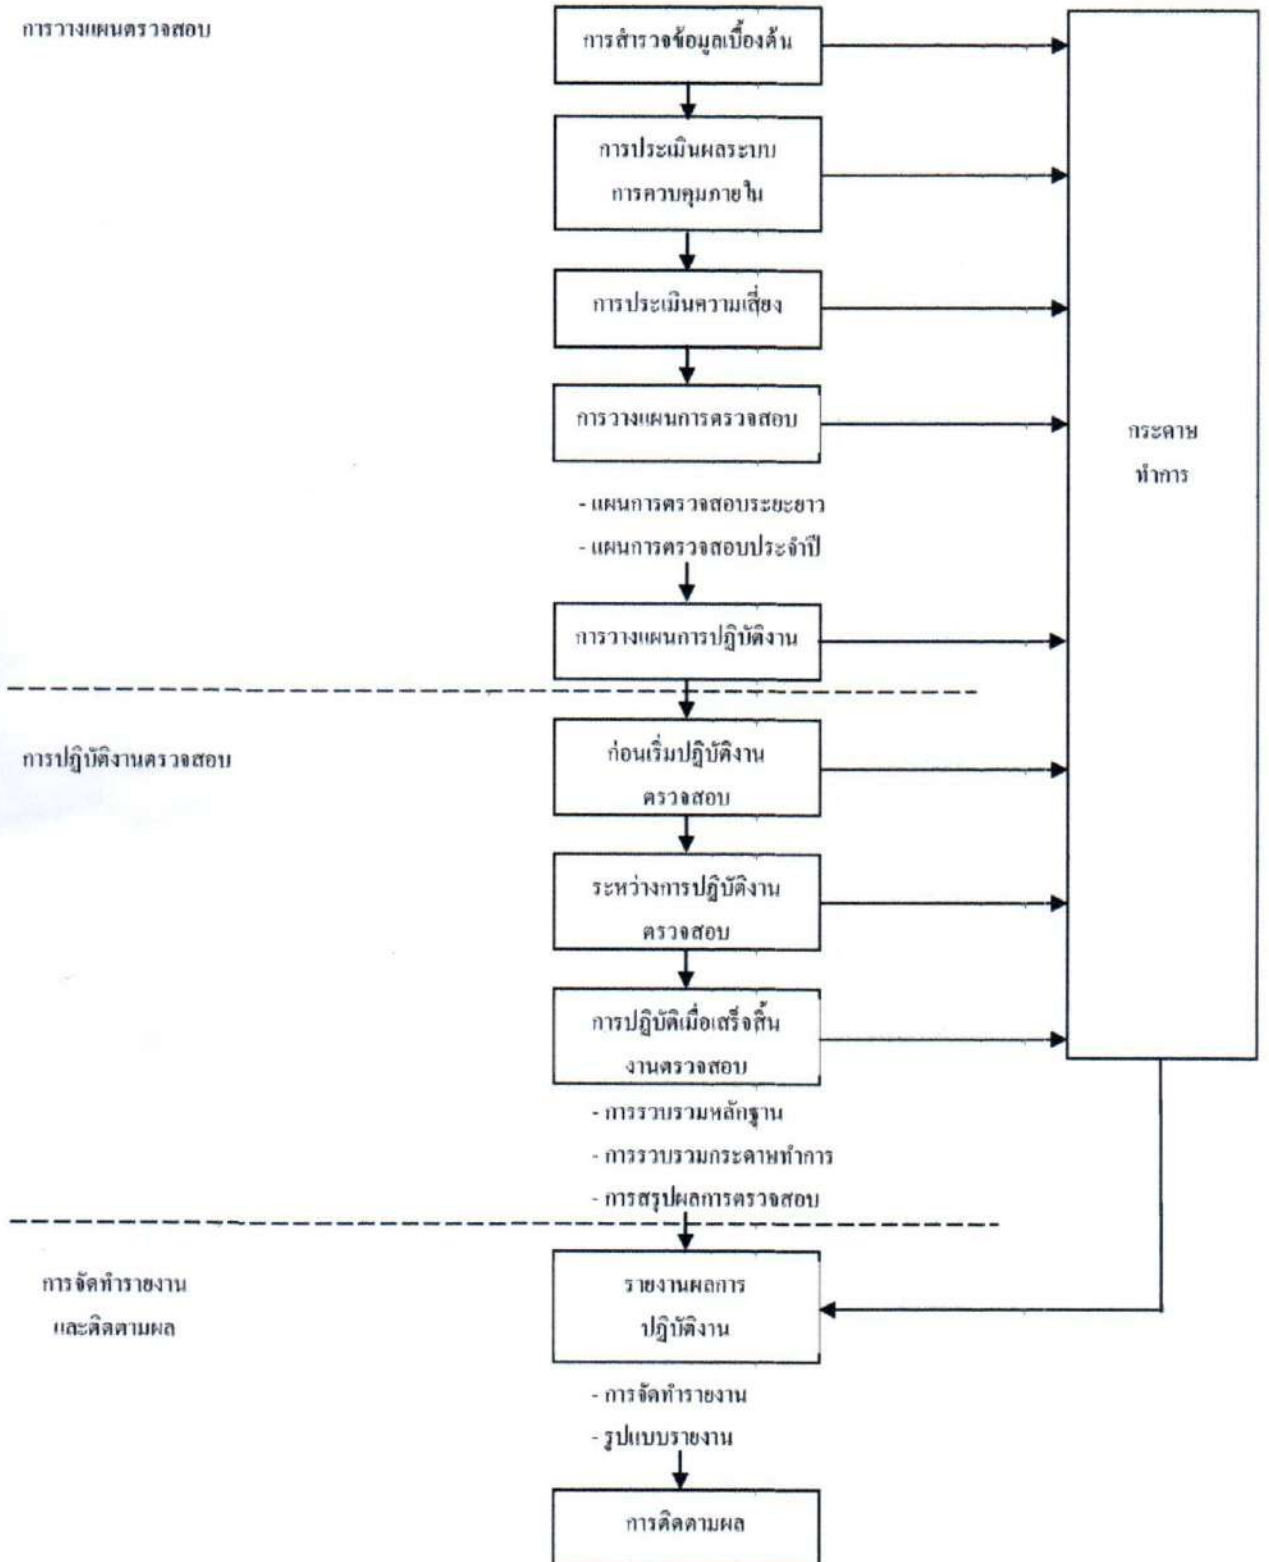 การวางแผนตรวจสอบ
การสำรวจข้อมูลเบื้องต้น
การประเมินผลระบบ
การควบคุมภายใน
การประเมินความเสี่ยง
การวางแผนการตรวจสอบ
- แผนการตรวจสอบระยะยาว
- แผนการตรวจสอบประจำปี
การวางแผนการปฏิบัติงาน
กระดาษ
ทำการ
การปฏิบัติงานตรวจสอบ
ก่อนเริ่มปฏิบัติงาน
ตรวจสอบ
ระหว่างการปฏิบัติงาน
ตรวจสอบ
การปฏิบัติเมื่อเสร็จสิ้น
งานตรวจสอบ
- การรวบรวมหลักฐาน
- การรวบรวมกระดาษทำการ
- การสรุปผลการตรวจสอบ
การจัดทำรายงาน
และติดตามผล
รายงานผลการ
ปฏิบัติงาน
- การจัดทำรายงาน
- รูปแบบรายงาน
การติดตามผล